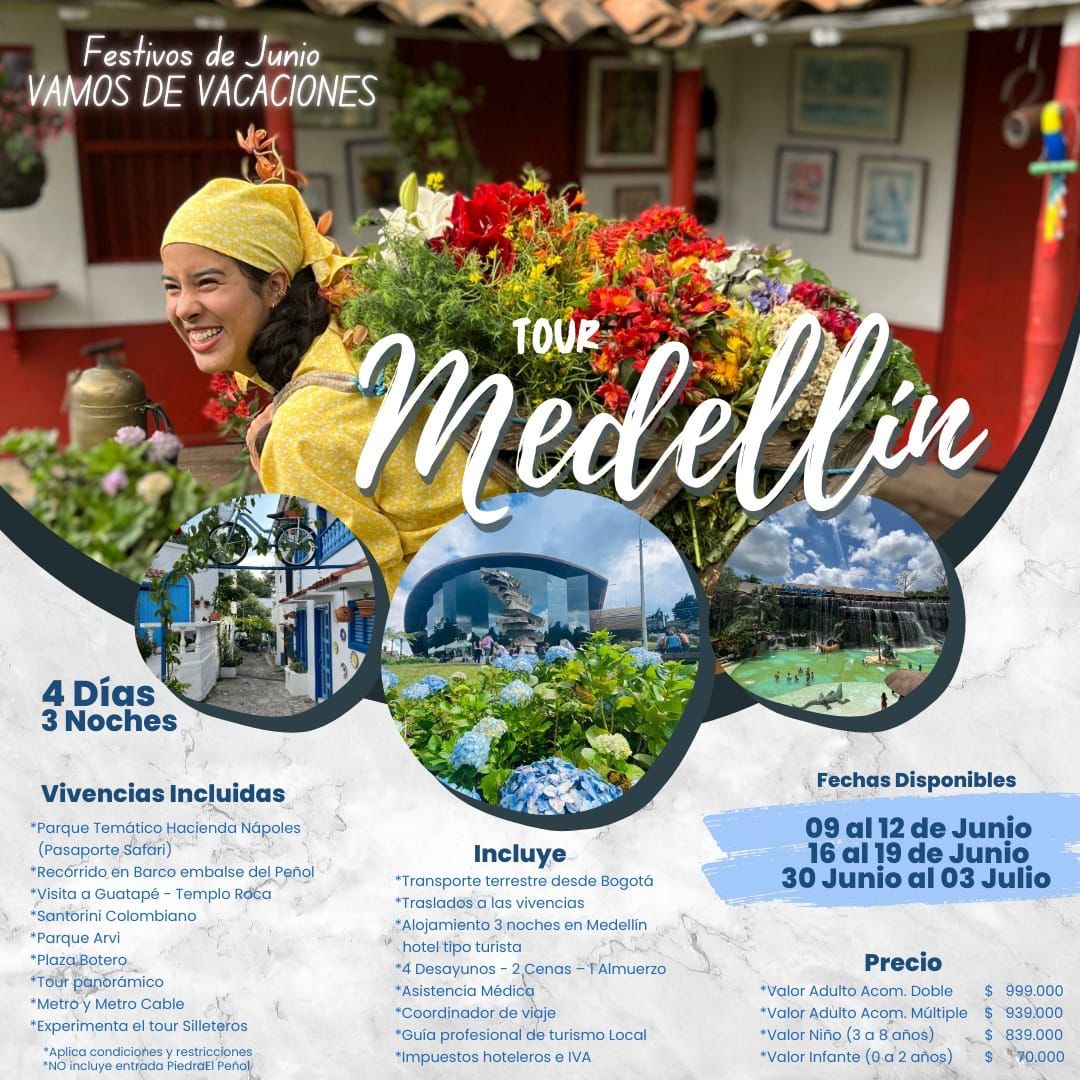 Festivos de Junio
VAMOS DE VACACIONES
TOUR
Medellín
4 Días
3 Noches
Vivencias Incluidas
*Parque Temático Hacienda Nápoles
(Pasaporte Safari)
*Recorrido en Barco embalse del Peñol
*Visita a Guatapé - Templo Roca
*Santorini Colombiano
*Parque Arvi
*Plaza Botero
*Tour panorámico
*Metro y Metro Cable
*Experimenta el tour Silleteros
*Aplica condiciones y restricciones
*NO incluye entrada PiedraEl Peñol
Incluye
*Transporte terrestre desde Bogotá
*Traslados a las vivencias
*Alojamiento 3 noches en Medellín
hotel tipo turista
*4 Desayunos - 2 Cenas – 1 Almuerzo
*Asistencia Médica
*Coordinador de viaje
*Guía profesional de turismo Local
*Impuestos hoteleros e IVA
Fechas Disponibles
09 al 12 de Junio
16 al 19 de Junio
30 Junio al 03 Julio
Precio
*Valor Adulto Acom. Doble $ 999.000
*Valor Adulto Acom. Múltiple $ 939.000
*Valor Niño (3 a 8 años) $ 839.000
*Valor Infante (0 a 2 años) $ 70.000